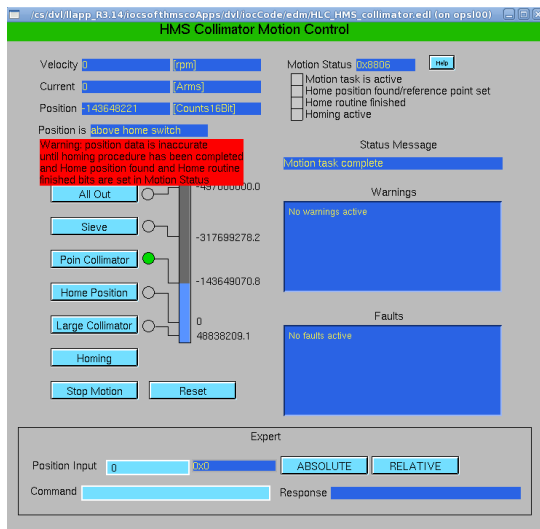 /cs/dvl/llapp_R3.14/iocsofthmscoApps/dvl/iocCode/edm/HLC_HMS_collimator.edl (on opsl00)
HMS Collimator Motion Control
Velocity 0 [rpm]
Current 0 [Arms]
Position -143648221 [Counts16Bit]
Position is above home switch
Warning: position data is inaccurate
until homing procedure has been completed
and Home position found and Home routine
finished bits are set in Motion Status
Motion Status 0x8806 Help
Motion task is active
Home position found/reference point set
Home routine finished
Homing active
Status Message
Motion task complete
All Out
-497000000.0
Sieve
-317699278.2
Poin Collimator
-143649070.8
Home Position
0
Large Collimator
48838209.1
Homing
Stop Motion Reset
Warnings
No warnings active
Faults
No faults active
Expert
Position Input 0 0x0 ABSOLUTE RELATIVE
Command Response